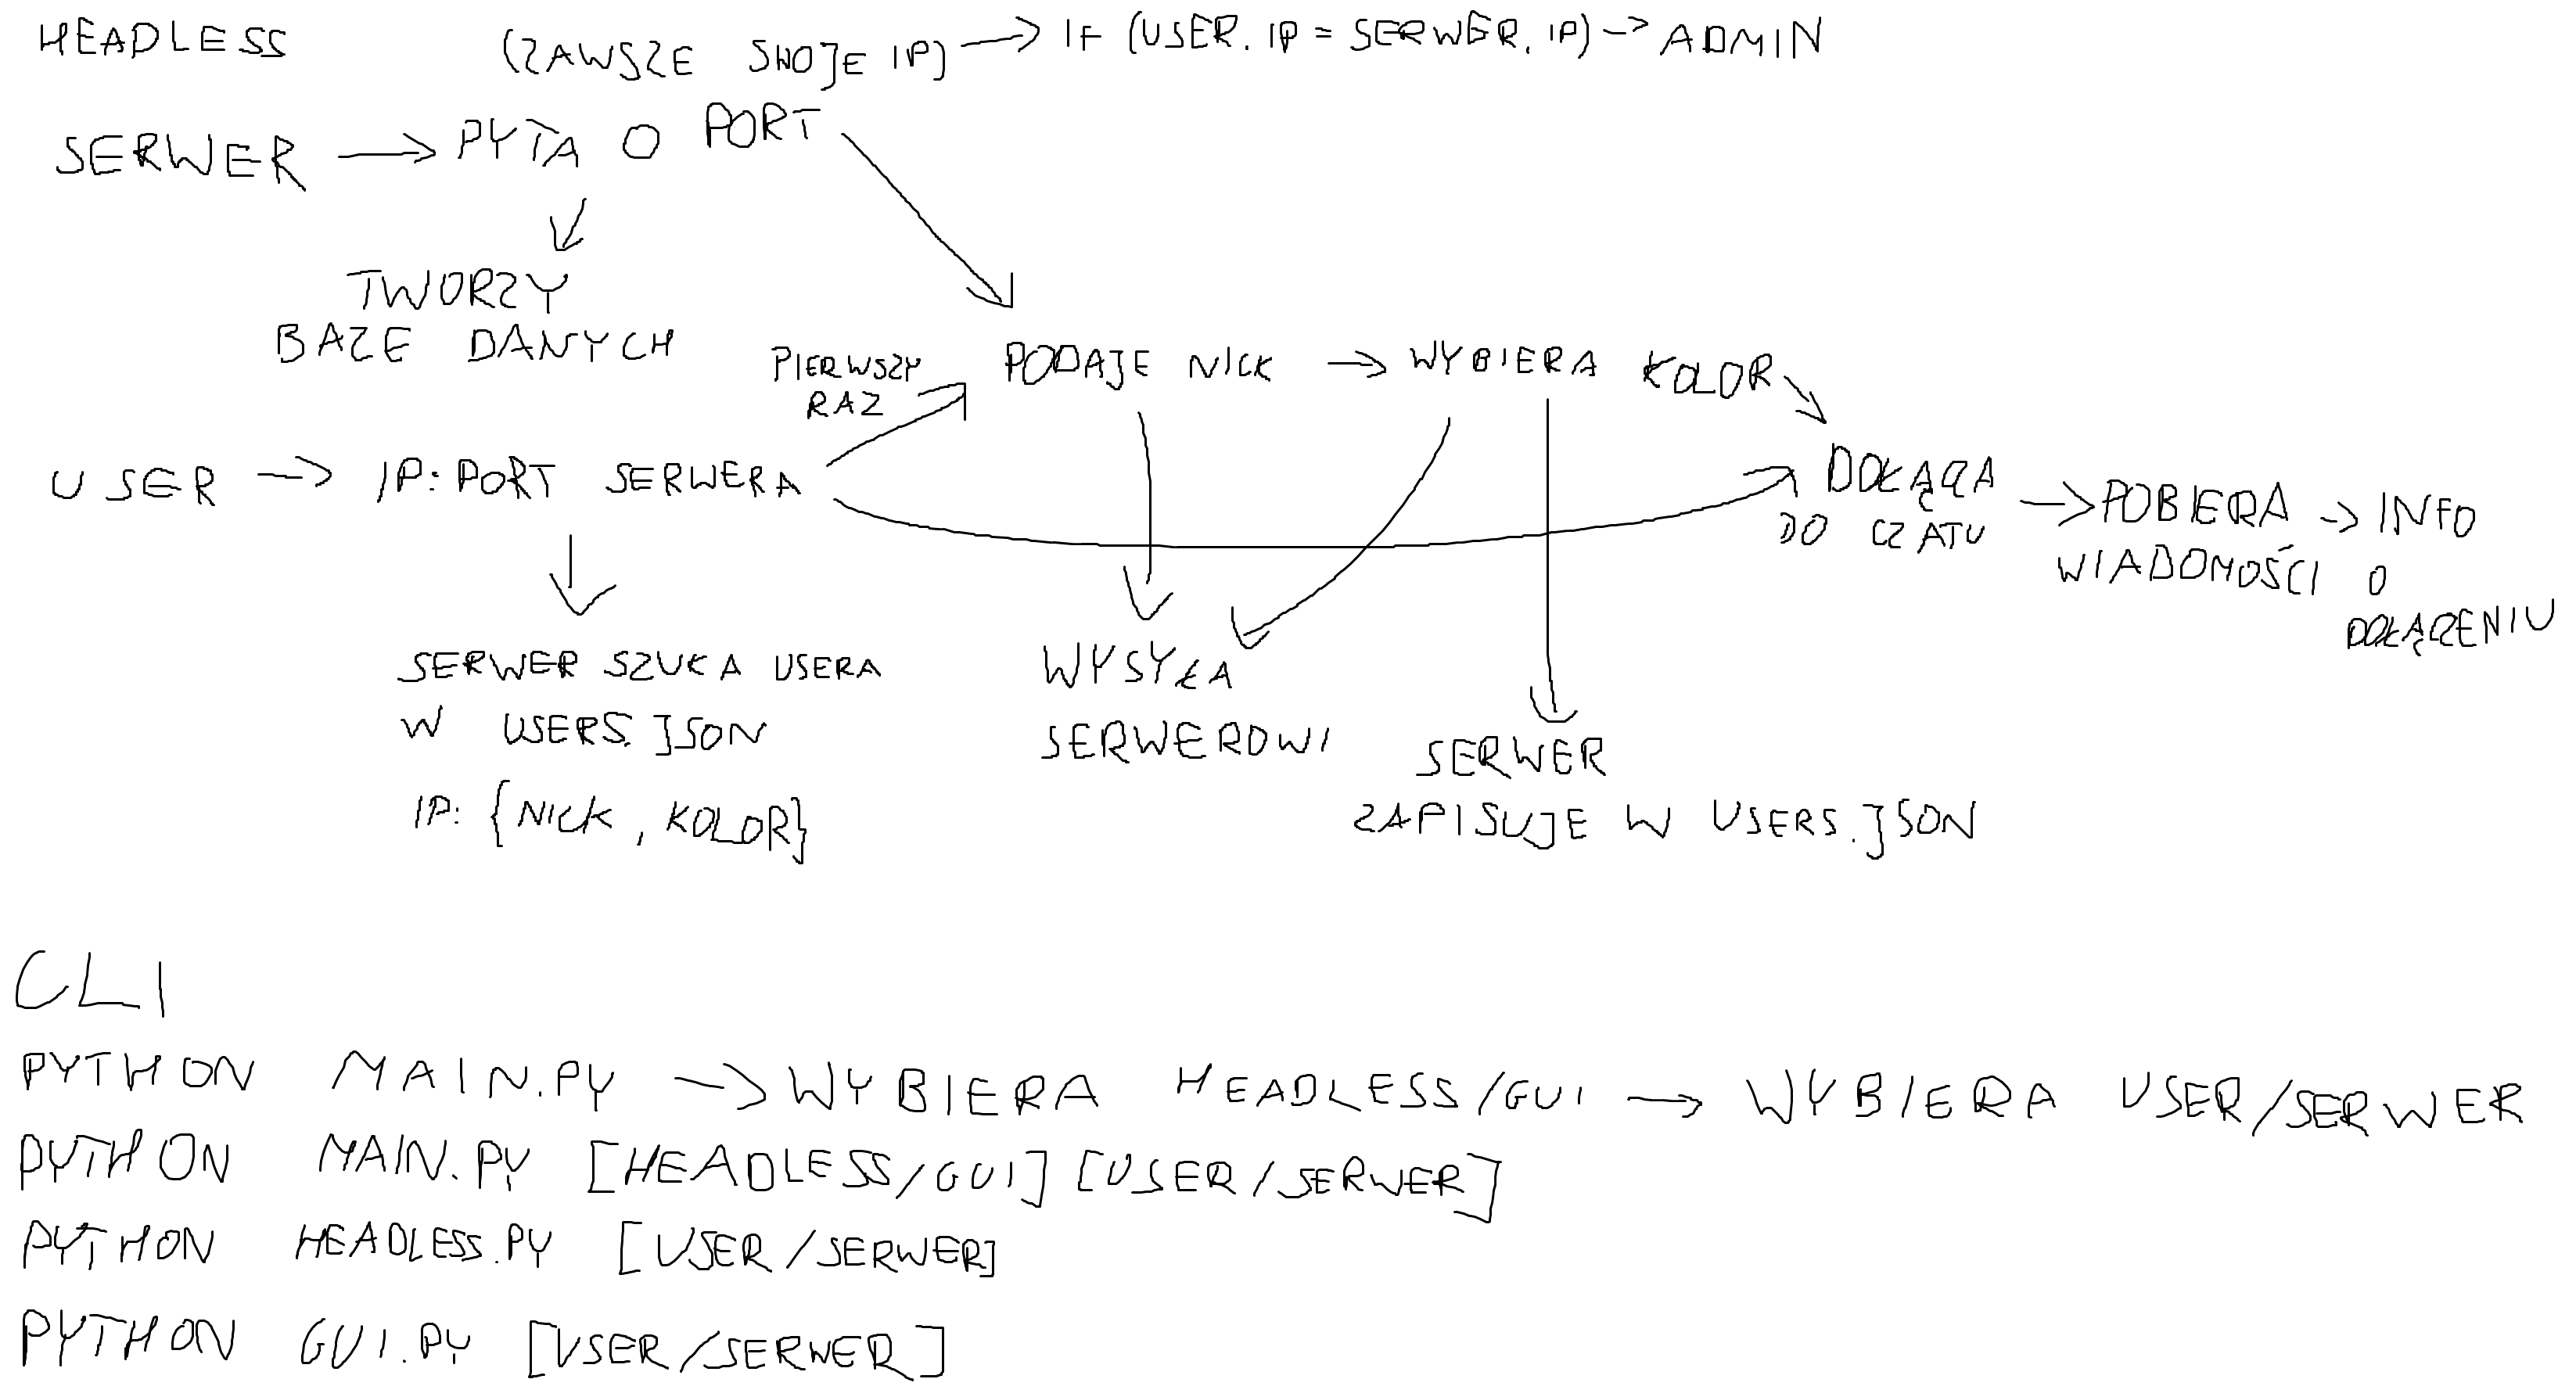 HEADLESS
(ZAWSZE SWOJE IP) → IF (USER.IP = SERWER.IP) → ADMIN
SERWER → PYTA O PORT
TWORZY
BAZE DANYCH
PIERWSZY
RAZ
PODAJE NICK → WYBIERA KOLOR
USER → IP:PORT SERWERA
DOŁĄCZA
DO CZATU
→ POBIERA → INFO
WIADOMOŚCI O
DOŁĄCZENIU
SERWER SZUKA USERA
W USERS.JSON
IP: {NICK, KOLOR}
WYSYŁA
SERWEROWI
SERWER
ZAPISUJE W USERS.JSON
CLI
PYTHON MAIN.PY → WYBIERA HEADLESS/GUI → WYBIERA USER/SERWER
PYTHON MAIN.PY [HEADLESS/GUI] [USER/SERWER]
PYTHON HEADLESS.PY [USER/SERWER]
PYTHON GUI.PY [USER/SERWER]